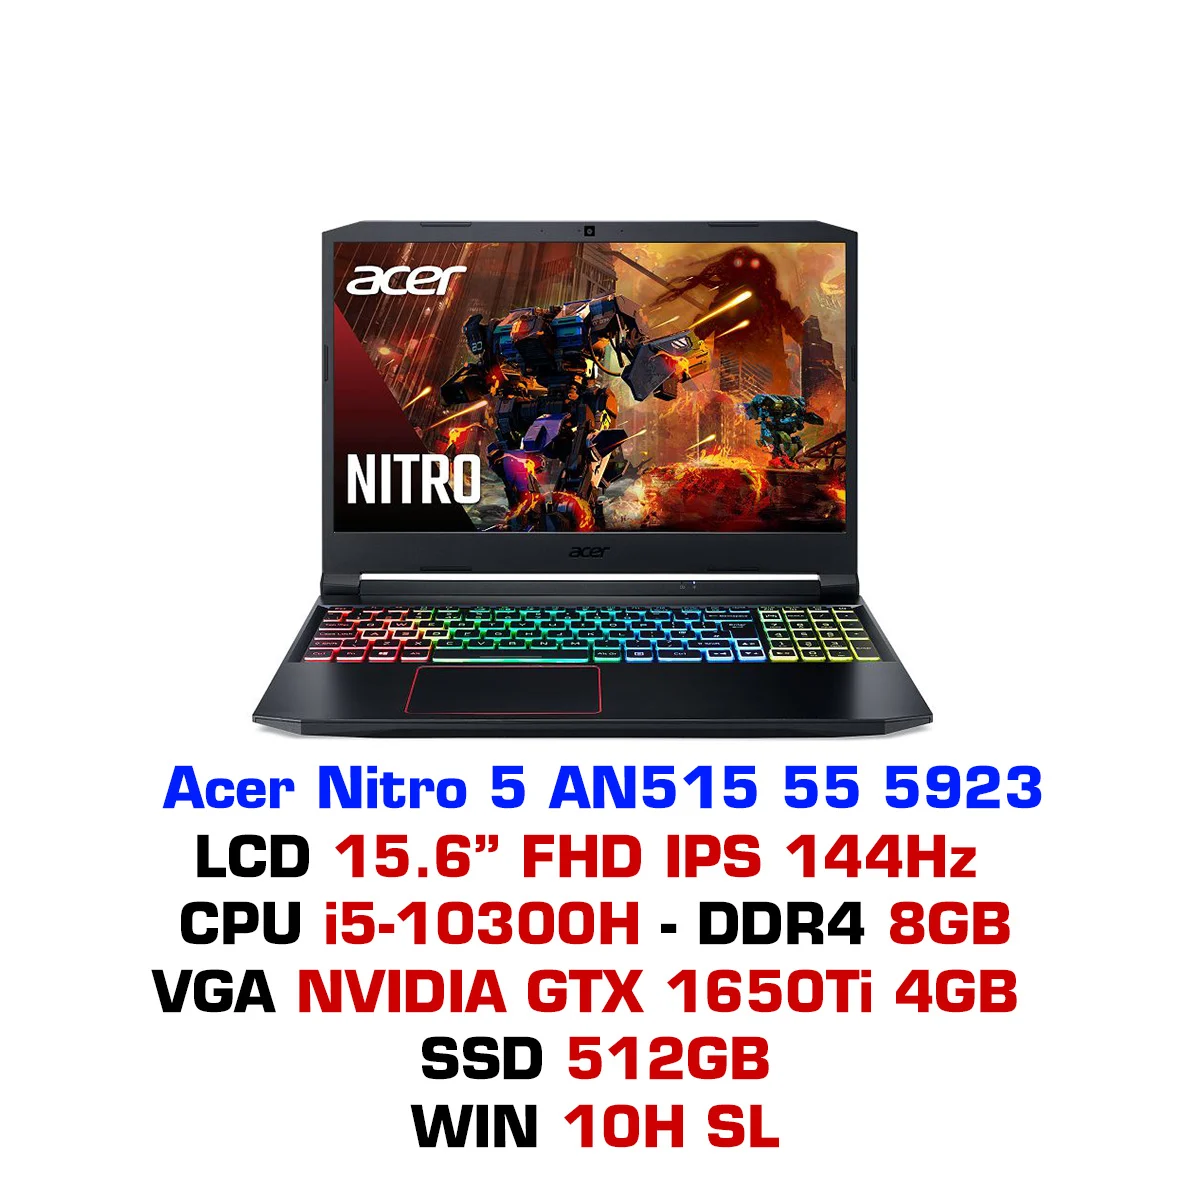 acer
NITRO
acer
Acer Nitro 5 AN515 55 5923
LCD 15.6” FHD IPS 144Hz
CPU i5-10300H - DDR4 8GB
VGA NVIDIA GTX 1650Ti 4GB
SSD 512GB
WIN 10H SL